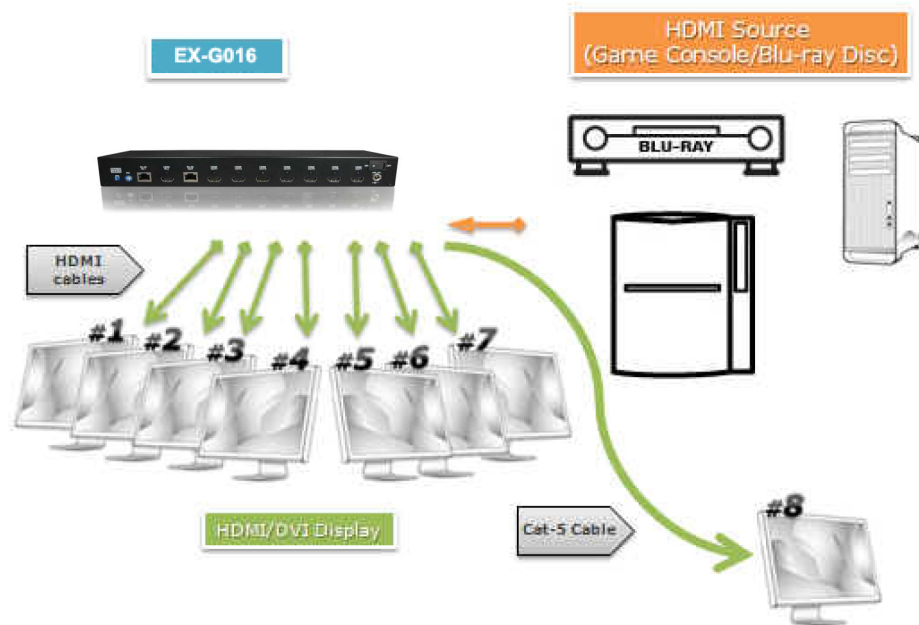 EX-G016
HDMI Source
(Game Console/Blu-ray Disc)
BLU-RAY
HDMI
cables
#1
#2
#3
#4
#5
#6
#7
HDMI/DVI Display
Cat-5 Cable
#8